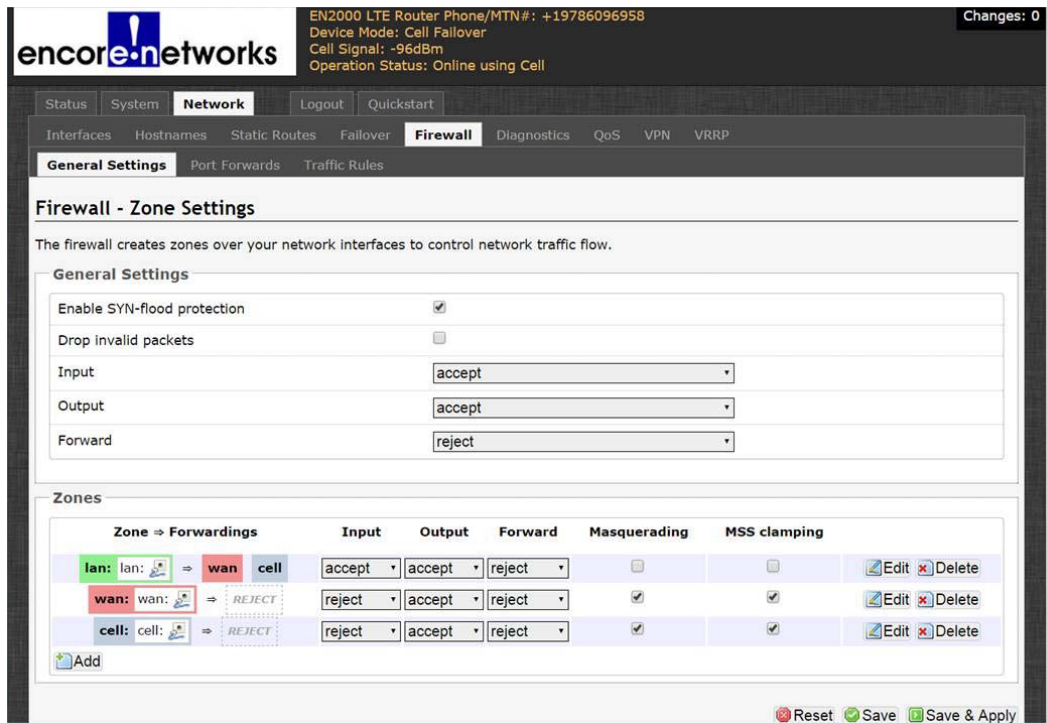 encore!networks
EN2000 LTE Router Phone/MTN#: +19786096958
Device Mode: Cell Failover
Cell Signal: -96dBm
Operation Status: Online using Cell
Changes: 0
Status System Network Logout Quickstart
Interfaces Hostnames Static Routes Failover Firewall Diagnostics QoS VPN VRRP
General Settings Port Forwards Traffic Rules
Firewall - Zone Settings
The firewall creates zones over your network interfaces to control network traffic flow.
General Settings
Enable SYN-flood protection
Drop invalid packets
Input accept
Output accept
Forward reject
Zones
Zone ⇒ Forwardings Input Output Forward Masquerading MSS clamping
lan: lan: ⇒ wan cell accept accept reject Edit Delete
wan: wan: ⇒ REJECT reject accept reject Edit Delete
cell: cell: ⇒ REJECT reject accept reject Edit Delete
Add
Reset Save Save & Apply